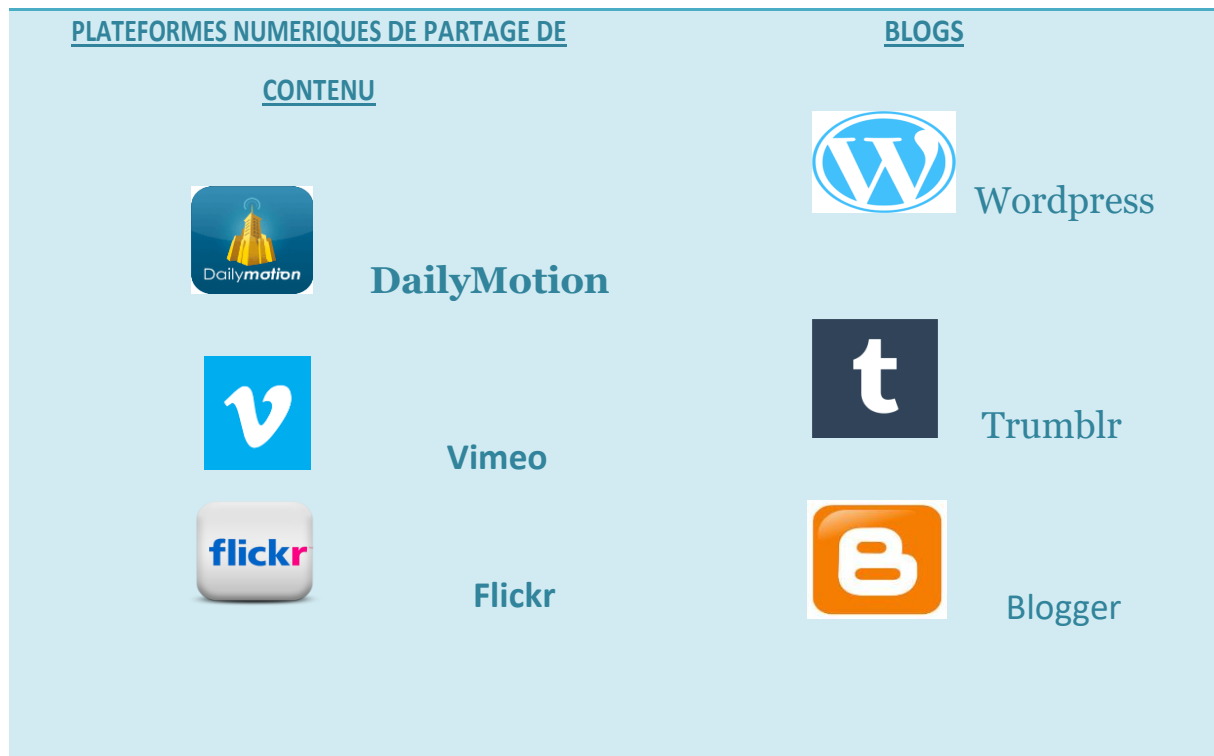 PLATEFORMES NUMERIQUES DE PARTAGE DE
CONTENU
Dailymotion
DailyMotion
Vimeo
flickr
Flickr
BLOGS
Wordpress
t
Trumblr
Blogger